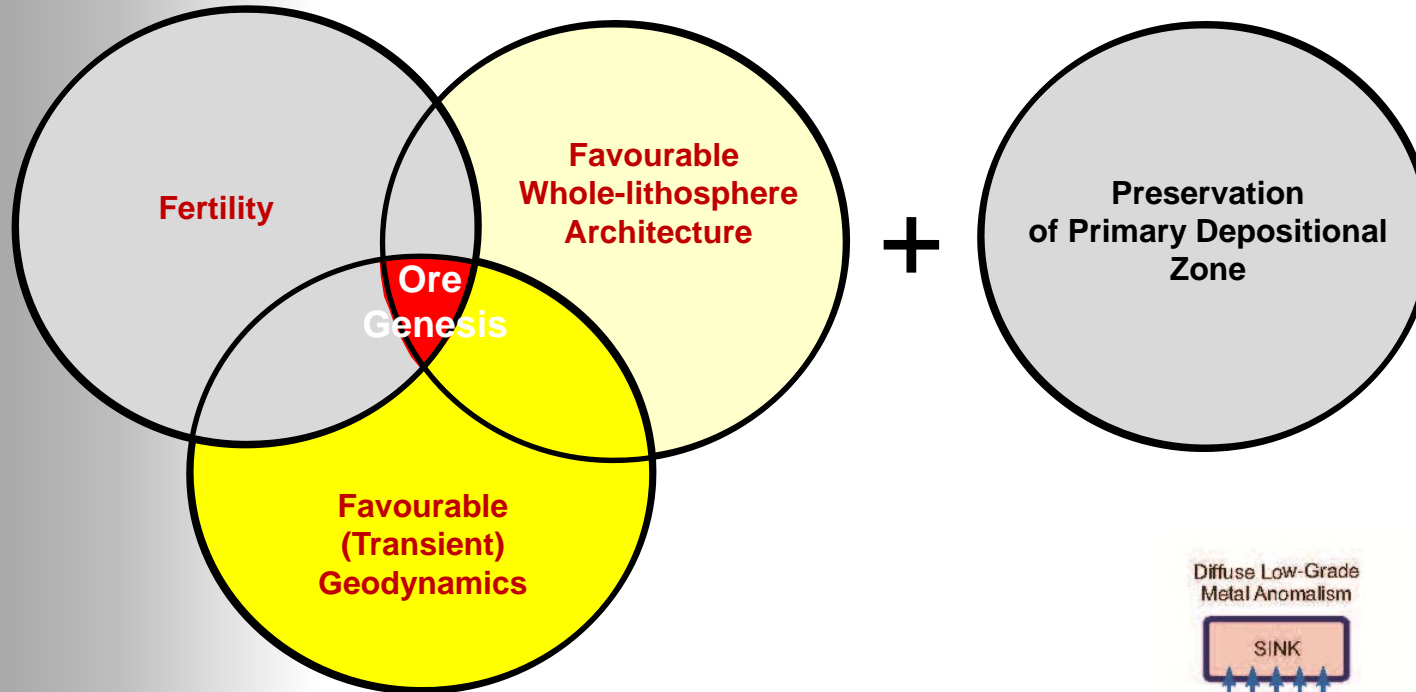 Fertility
Favourable
Whole-lithosphere
Architecture
Ore
Genesis
Favourable
(Transient)
Geodynamics
+
Preservation
of Primary Depositional
Zone
Diffuse Low-Grade
Metal Anomalism
SINK